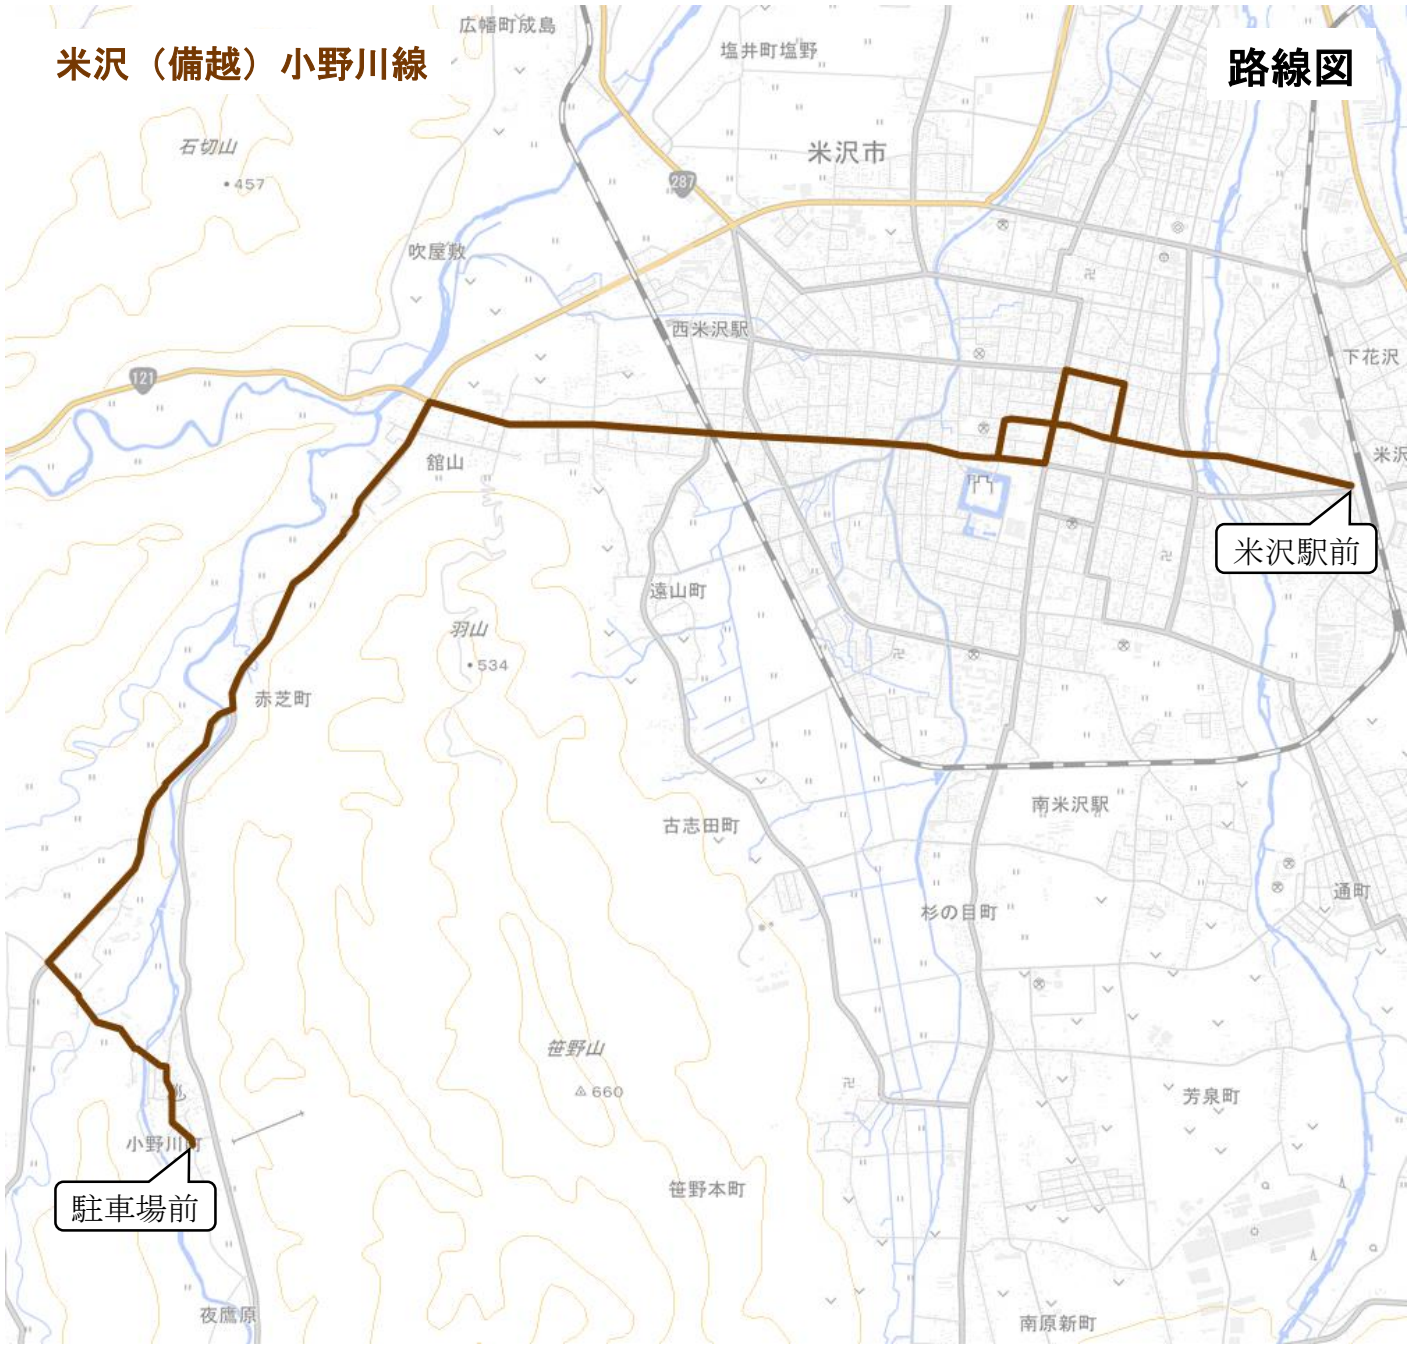 広幡町成島
米沢（備越）小野川線
塩井町塩野
路線図
石切山
米沢市
457
287
吹屋敷
西米沢駅
下花沢
121
米沢
舘山
米沢駅前
遠山町
羽山
534
赤芝町
南米沢駅
古志田町
通町
杉の目町
笹野山
660
芳泉町
小野川町
笹野本町
駐車場前
夜鷹原
南原新町